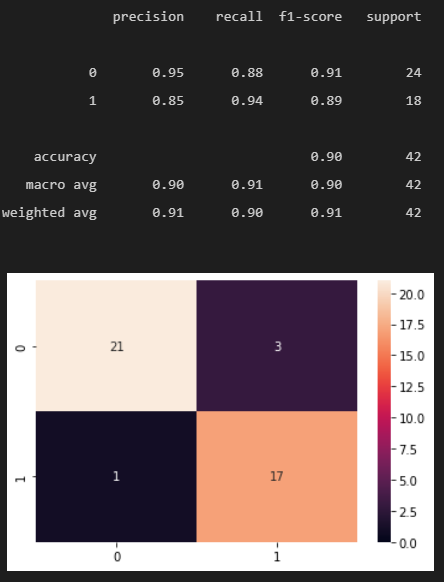 precision recall f1-score support
0 0.95 0.88 0.91 24
1 0.85 0.94 0.89 18
accuracy 0.90 42
macro avg 0.90 0.91 0.90 42
weighted avg 0.91 0.90 0.91 42
20.0
0 21 3 17.5
15.0
12.5
10.0
7.5
1 1 17 5.0
2.5
0.0
0 1